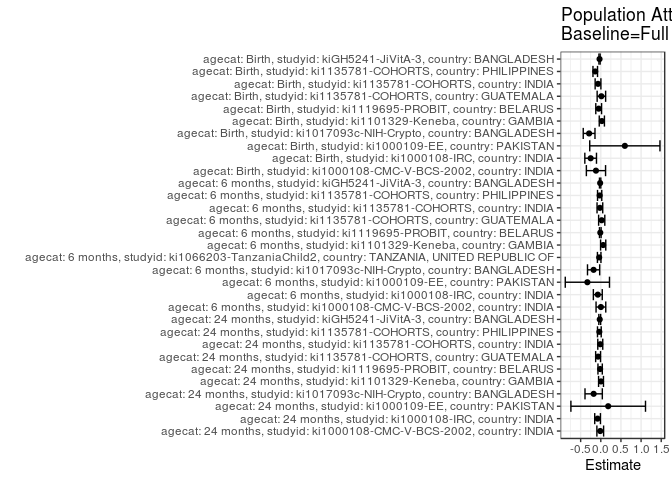 Population Att
Baseline=Full
agecat: Birth, studyid: kiGH5241-JiVitA-3, country: BANGLADESH
agecat: Birth, studyid: ki1135781-COHORTS, country: PHILIPPINES
agecat: Birth, studyid: ki1135781-COHORTS, country: INDIA
agecat: Birth, studyid: ki1135781-COHORTS, country: GUATEMALA
agecat: Birth, studyid: ki1119695-PROBIT, country: BELARUS
agecat: Birth, studyid: ki1101329-Keneba, country: GAMBIA
agecat: Birth, studyid: ki1017093c-NIH-Crypto, country: BANGLADESH
agecat: Birth, studyid: ki1000109-EE, country: PAKISTAN
agecat: Birth, studyid: ki1000108-IRC, country: INDIA
agecat: Birth, studyid: ki1000108-CMC-V-BCS-2002, country: INDIA
agecat: 6 months, studyid: kiGH5241-JiVitA-3, country: BANGLADESH
agecat: 6 months, studyid: ki1135781-COHORTS, country: PHILIPPINES
agecat: 6 months, studyid: ki1135781-COHORTS, country: INDIA
agecat: 6 months, studyid: ki1135781-COHORTS, country: GUATEMALA
agecat: 6 months, studyid: ki1119695-PROBIT, country: BELARUS
agecat: 6 months, studyid: ki1101329-Keneba, country: GAMBIA
agecat: 6 months, studyid: ki1066203-TanzaniaChild2, country: TANZANIA, UNITED REPUBLIC OF
agecat: 6 months, studyid: ki1017093c-NIH-Crypto, country: BANGLADESH
agecat: 6 months, studyid: ki1000109-EE, country: PAKISTAN
agecat: 6 months, studyid: ki1000108-IRC, country: INDIA
agecat: 6 months, studyid: ki1000108-CMC-V-BCS-2002, country: INDIA
agecat: 24 months, studyid: kiGH5241-JiVitA-3, country: BANGLADESH
agecat: 24 months, studyid: ki1135781-COHORTS, country: PHILIPPINES
agecat: 24 months, studyid: ki1135781-COHORTS, country: INDIA
agecat: 24 months, studyid: ki1135781-COHORTS, country: GUATEMALA
agecat: 24 months, studyid: ki1119695-PROBIT, country: BELARUS
agecat: 24 months, studyid: ki1101329-Keneba, country: GAMBIA
agecat: 24 months, studyid: ki1017093c-NIH-Crypto, country: BANGLADESH
agecat: 24 months, studyid: ki1000109-EE, country: PAKISTAN
agecat: 24 months, studyid: ki1000108-IRC, country: INDIA
agecat: 24 months, studyid: ki1000108-CMC-V-BCS-2002, country: INDIA
-0.5 0.0 0.5 1.0 1.5
Estimate